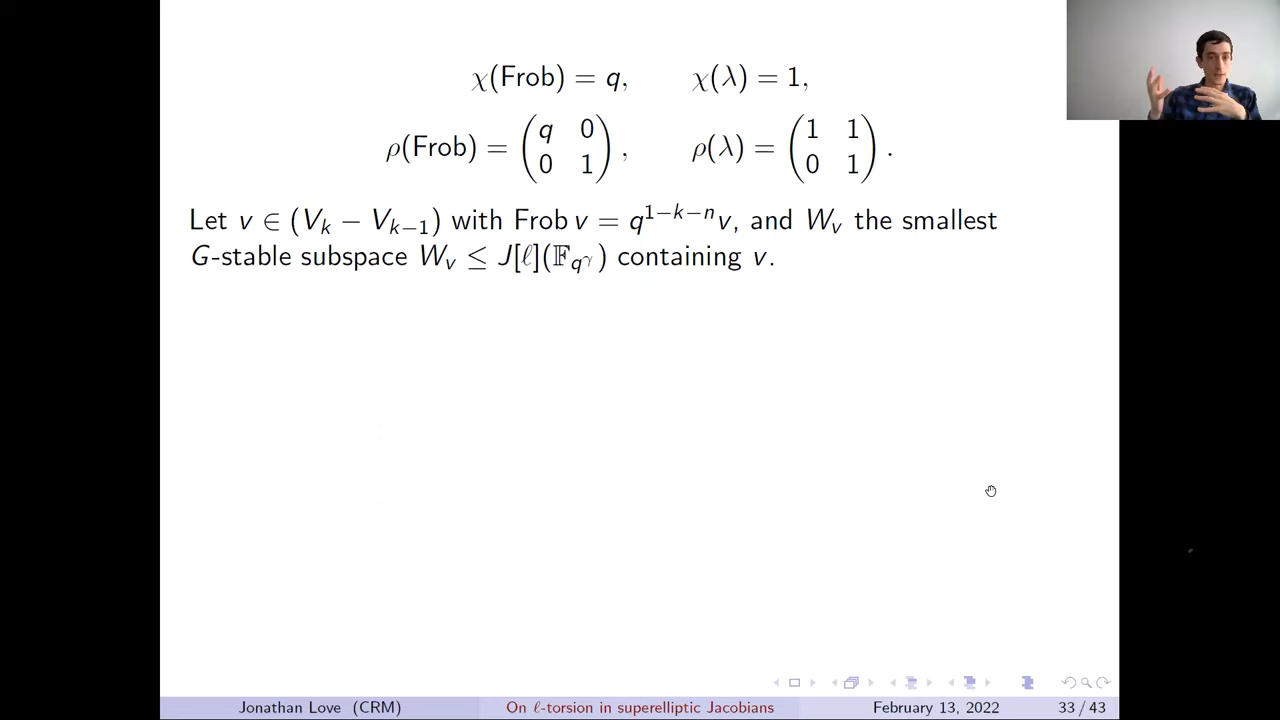 χ(Frob) = q, χ(λ) = 1,
ρ(Frob) = (q 0; 0 1), ρ(λ) = (1 1; 0 1).
Let v ∈ (V_k − V_{k−1}) with Frob v = q^{1−k−n}v, and W_v the smallest
G-stable subspace W_v ≤ J[ℓ](𝔽_{q^γ}) containing v.
Jonathan Love (CRM) On ℓ-torsion in superelliptic Jacobians February 13, 2022 33 / 43